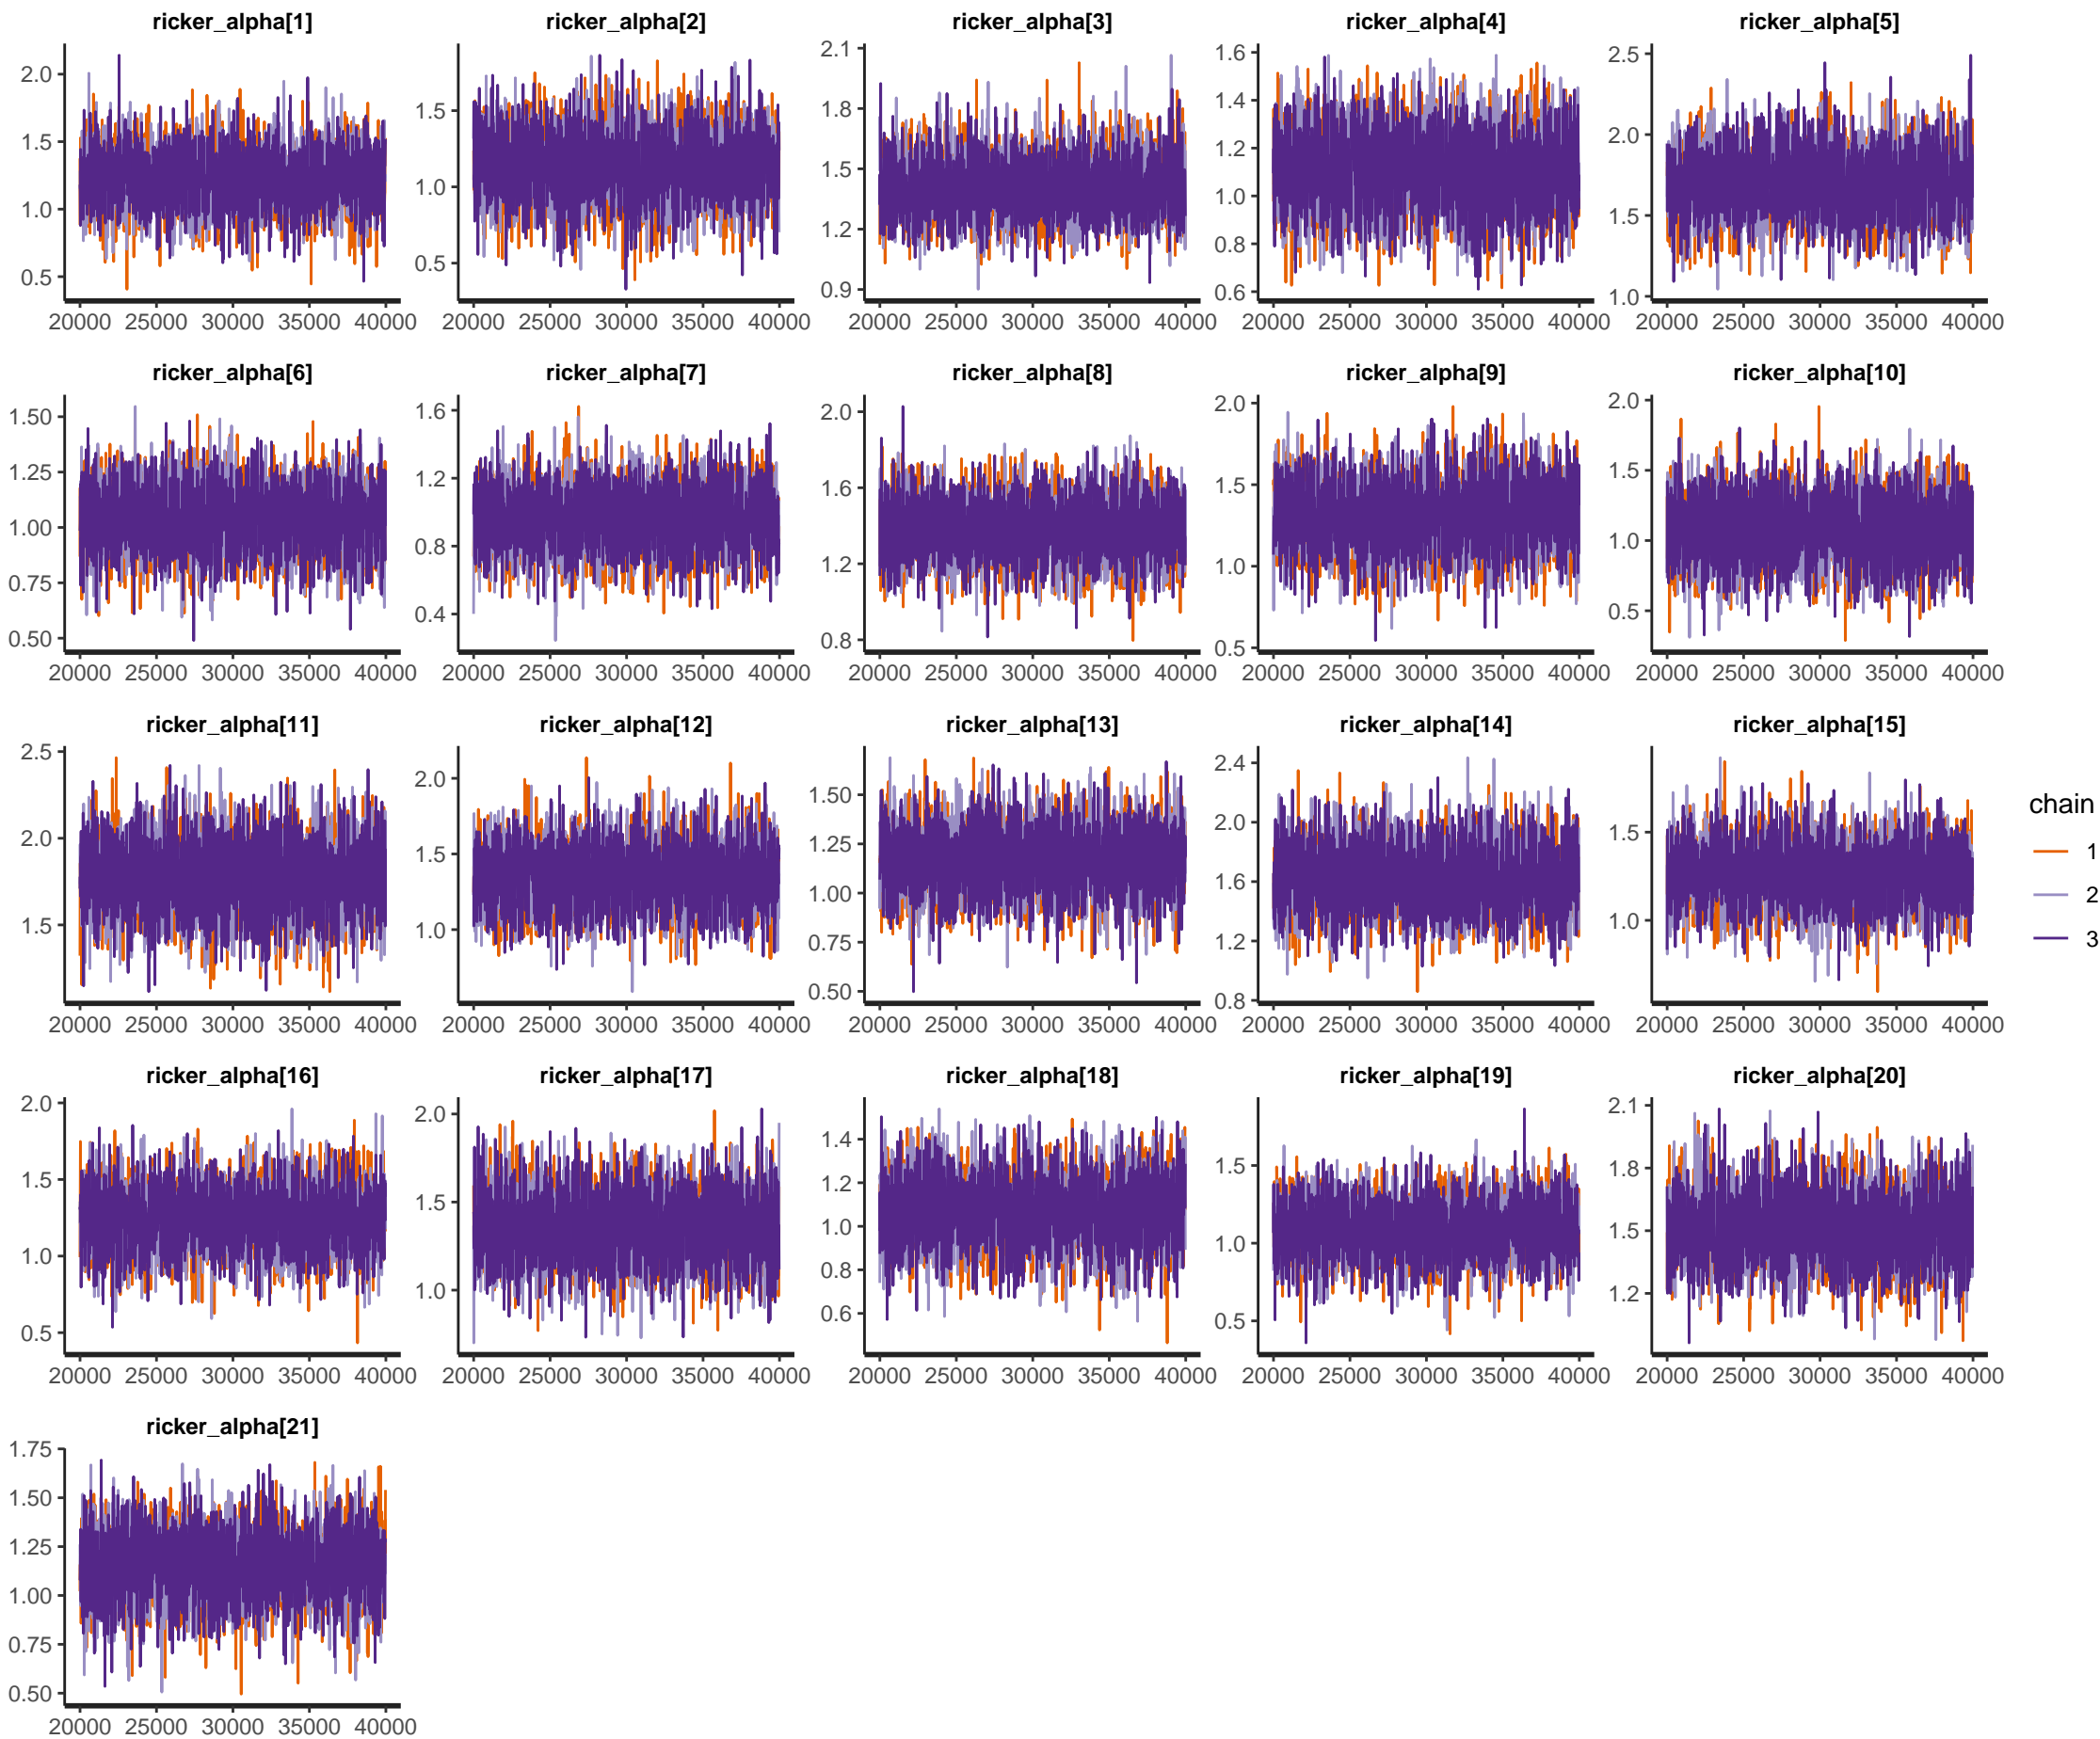 ricker_alpha[1] ricker_alpha[2] ricker_alpha[3] ricker_alpha[4] ricker_alpha[5]
2.0 1.5 1.0 0.5
1.5 1.0 0.5
2.1 1.8 1.5 1.2 0.9
1.6 1.4 1.2 1.0 0.8 0.6
2.5 2.0 1.5 1.0
20000 25000 30000 35000 40000 20000 25000 30000 35000 40000 20000 25000 30000 35000 40000 20000 25000 30000 35000 40000 20000 25000 30000 35000 40000
ricker_alpha[6] ricker_alpha[7] ricker_alpha[8] ricker_alpha[9] ricker_alpha[10]
1.50 1.25 1.00 0.75 0.50
1.6 1.2 0.8 0.4
2.0 1.6 1.2 0.8
2.0 1.5 1.0 0.5
2.0 1.5 1.0 0.5
20000 25000 30000 35000 40000 20000 25000 30000 35000 40000 20000 25000 30000 35000 40000 20000 25000 30000 35000 40000 20000 25000 30000 35000 40000
ricker_alpha[11] ricker_alpha[12] ricker_alpha[13] ricker_alpha[14] ricker_alpha[15]
2.5 2.0 1.5
2.0 1.5 1.0
1.50 1.25 1.00 0.75 0.50
2.4 2.0 1.6 1.2 0.8
1.5 1.0
20000 25000 30000 35000 40000 20000 25000 30000 35000 40000 20000 25000 30000 35000 40000 20000 25000 30000 35000 40000 20000 25000 30000 35000 40000
chain
1
2
3
ricker_alpha[16] ricker_alpha[17] ricker_alpha[18] ricker_alpha[19] ricker_alpha[20]
2.0 1.5 1.0 0.5
2.0 1.5 1.0
1.4 1.2 1.0 0.8 0.6
1.5 1.0 0.5
2.1 1.8 1.5 1.2
20000 25000 30000 35000 40000 20000 25000 30000 35000 40000 20000 25000 30000 35000 40000 20000 25000 30000 35000 40000 20000 25000 30000 35000 40000
ricker_alpha[21]
1.75 1.50 1.25 1.00 0.75 0.50
20000 25000 30000 35000 40000